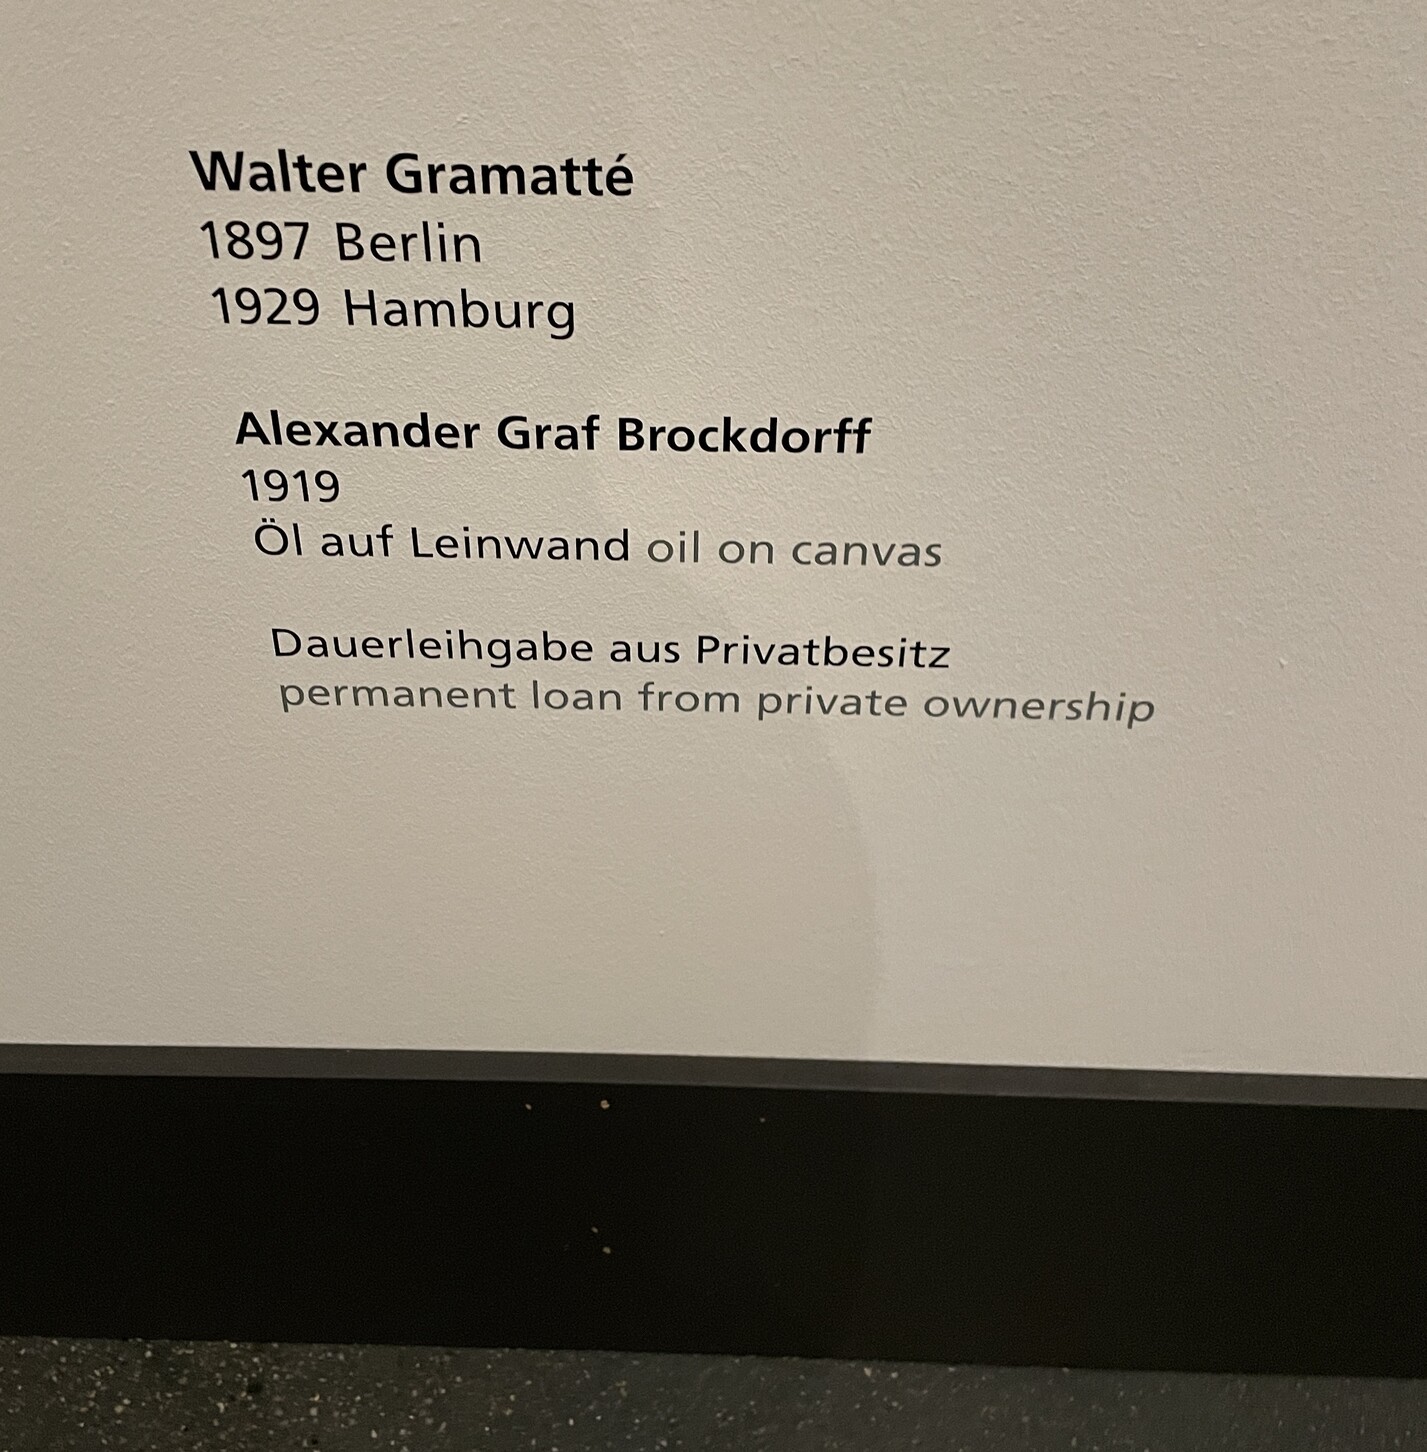 Walter Gramatté
1897 Berlin
1929 Hamburg
Alexander Graf Brockdorff
1919
Öl auf Leinwand oil on canvas
Dauerleihgabe aus Privatbesitz
permanent loan from private ownership